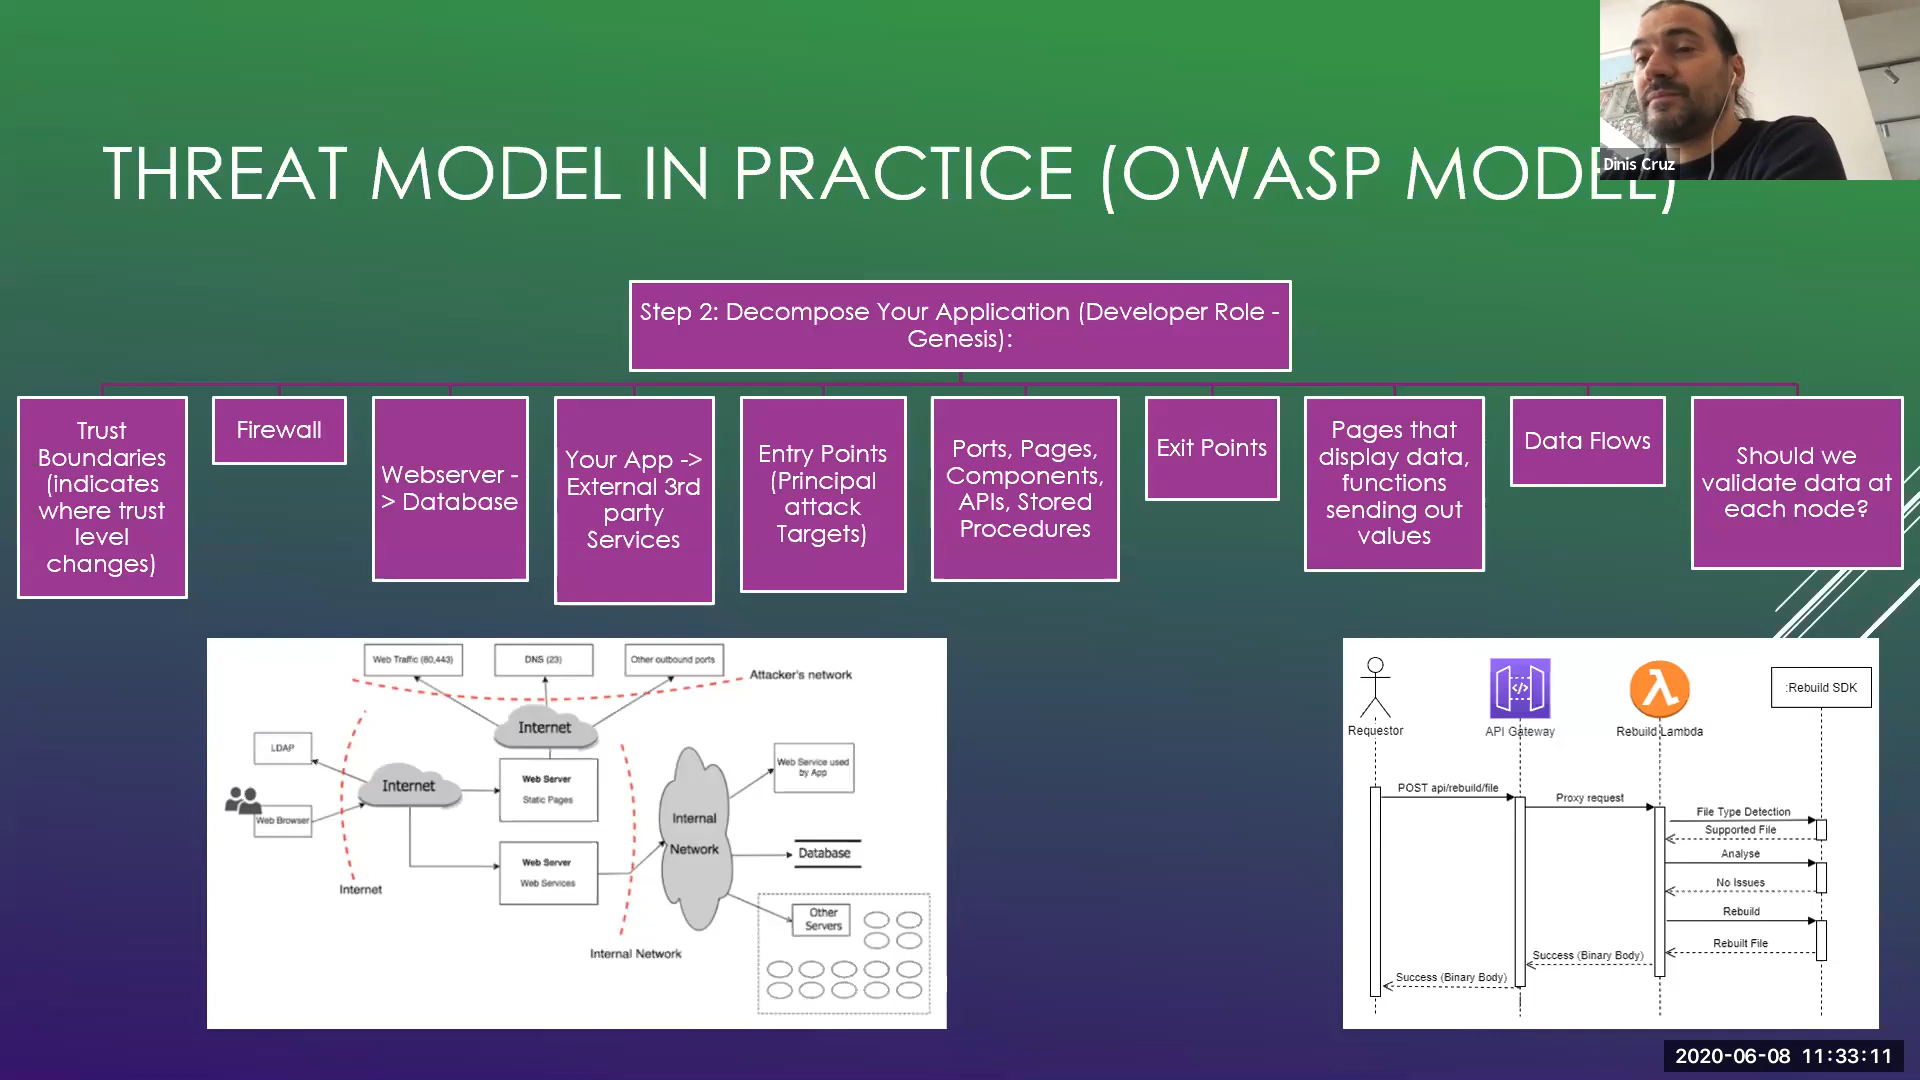 THREAT MODEL IN PRACTICE (OWASP MODEL)
Dinis Cruz
Step 2: Decompose Your Application (Developer Role -
Genesis):
Trust
Boundaries
(indicates
where trust
level
changes)
Firewall
Webserver -
> Database
Your App ->
External 3rd
party
Services
Entry Points
(Principal
attack
Targets)
Ports, Pages,
Components,
APIs, Stored
Procedures
Exit Points
Pages that
display data,
functions
sending out
values
Data Flows
Should we
validate data at
each node?
Web Traffic (80,443)
DNS (23)
Other outbound ports
Attacker's network
Internet
LDAP
Internet
Web Browser
Internet
Web Server
Static Pages
Web Server
Web Services
Internal
Network
Internal Network
Web Service used
by App
Database
Other
Servers
Requestor
API Gateway
Rebuild Lambda
:Rebuild SDK
POST api/rebuild/file
Proxy request
File Type Detection
Supported File
Analyse
No Issues
Rebuild
Rebuilt File
Success (Binary Body)
Success (Binary Body)
2020-06-08 11:33:11